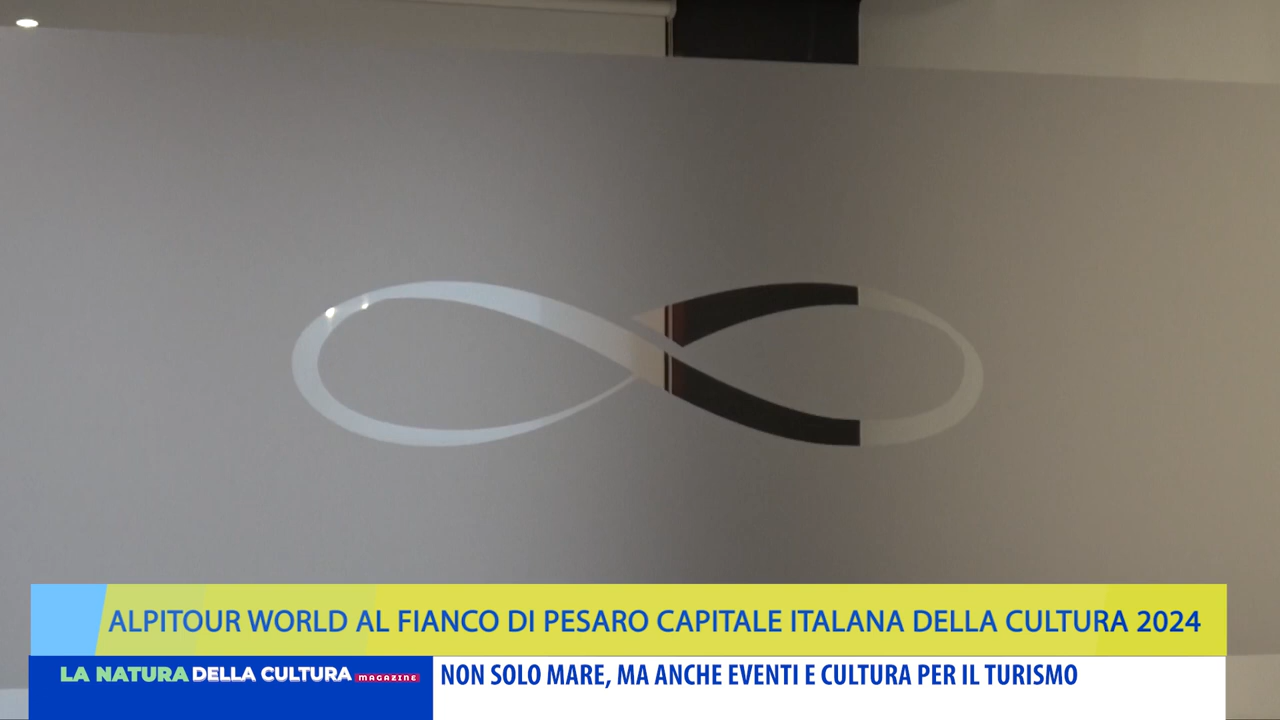 ALPITOUR WORLD AL FIANCO DI PESARO CAPITALE ITALANA DELLA CULTURA 2024
LA NATURA DELLA CULTURA MAGAZINE
NON SOLO MARE, MA ANCHE EVENTI E CULTURA PER IL TURISMO